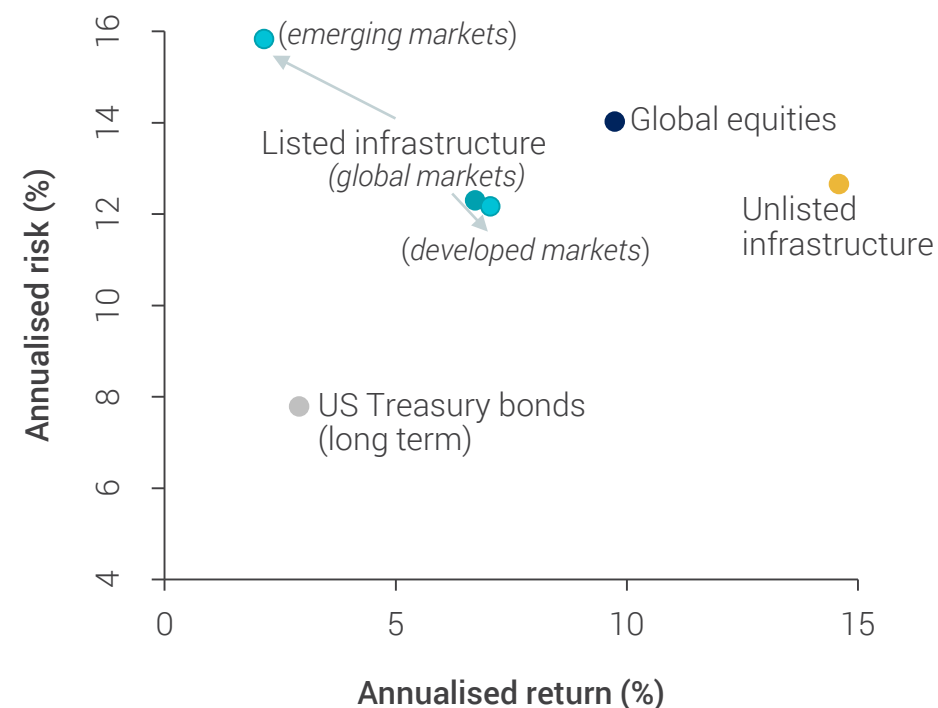 16
(emerging markets)
14
Global equities
Listed infrastructure
(global markets)
12
Unlisted
infrastructure
(developed markets)
10
8
US Treasury bonds
(long term)
6
4
0
5
10
15
Annualised risk (%)
Annualised return (%)